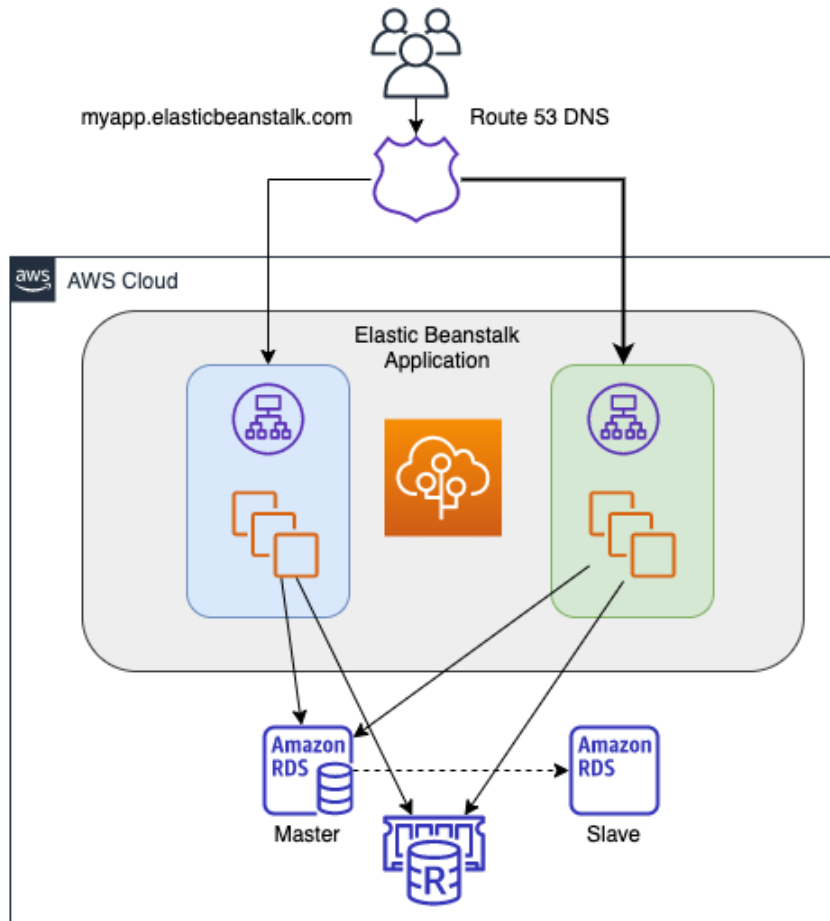 myapp.elasticbeanstalk.com
Route 53 DNS
aws
AWS Cloud
Elastic Beanstalk
Application
Amazon
RDS
Amazon
RDS
Master
Slave
R